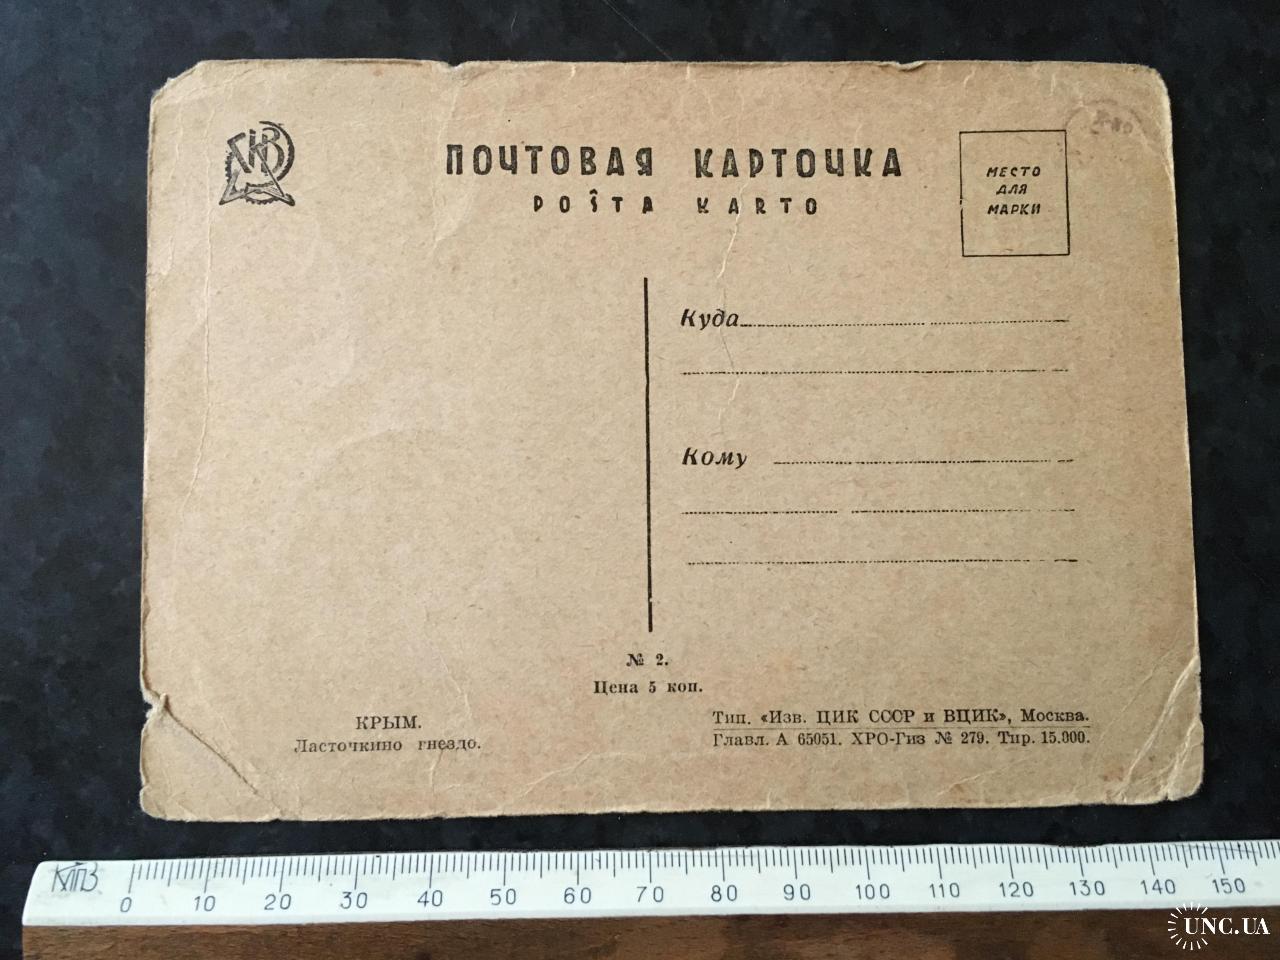 ПОЧТОВАЯ КАРТОЧКА
POŜTA KARTO
МЕСТО
ДЛЯ
МАРКИ
Куда
Кому
№ 2.
Цена 5 коп.
КРЫМ.
Ласточкино гнездо.
Тип. «Изв. ЦИК СССР и ВЦИК», Москва.
Главл. А 65051. ХРО-Гиз № 279. Тир. 15.000.
КПЗ
0 10 20 30 40 50 60 70 80 90 100 110 120 130 140 150
UNC.UA